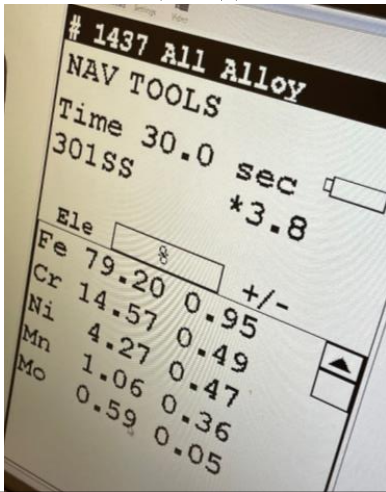 # 1437 All Alloy
NAV TOOLS
Time 30.0 sec
301SS *3.8
Ele % +/-
Fe 79.20 0.95
Cr 14.57 0.49
Ni 4.27 0.47
Mn 1.06 0.36
Mo 0.59 0.05